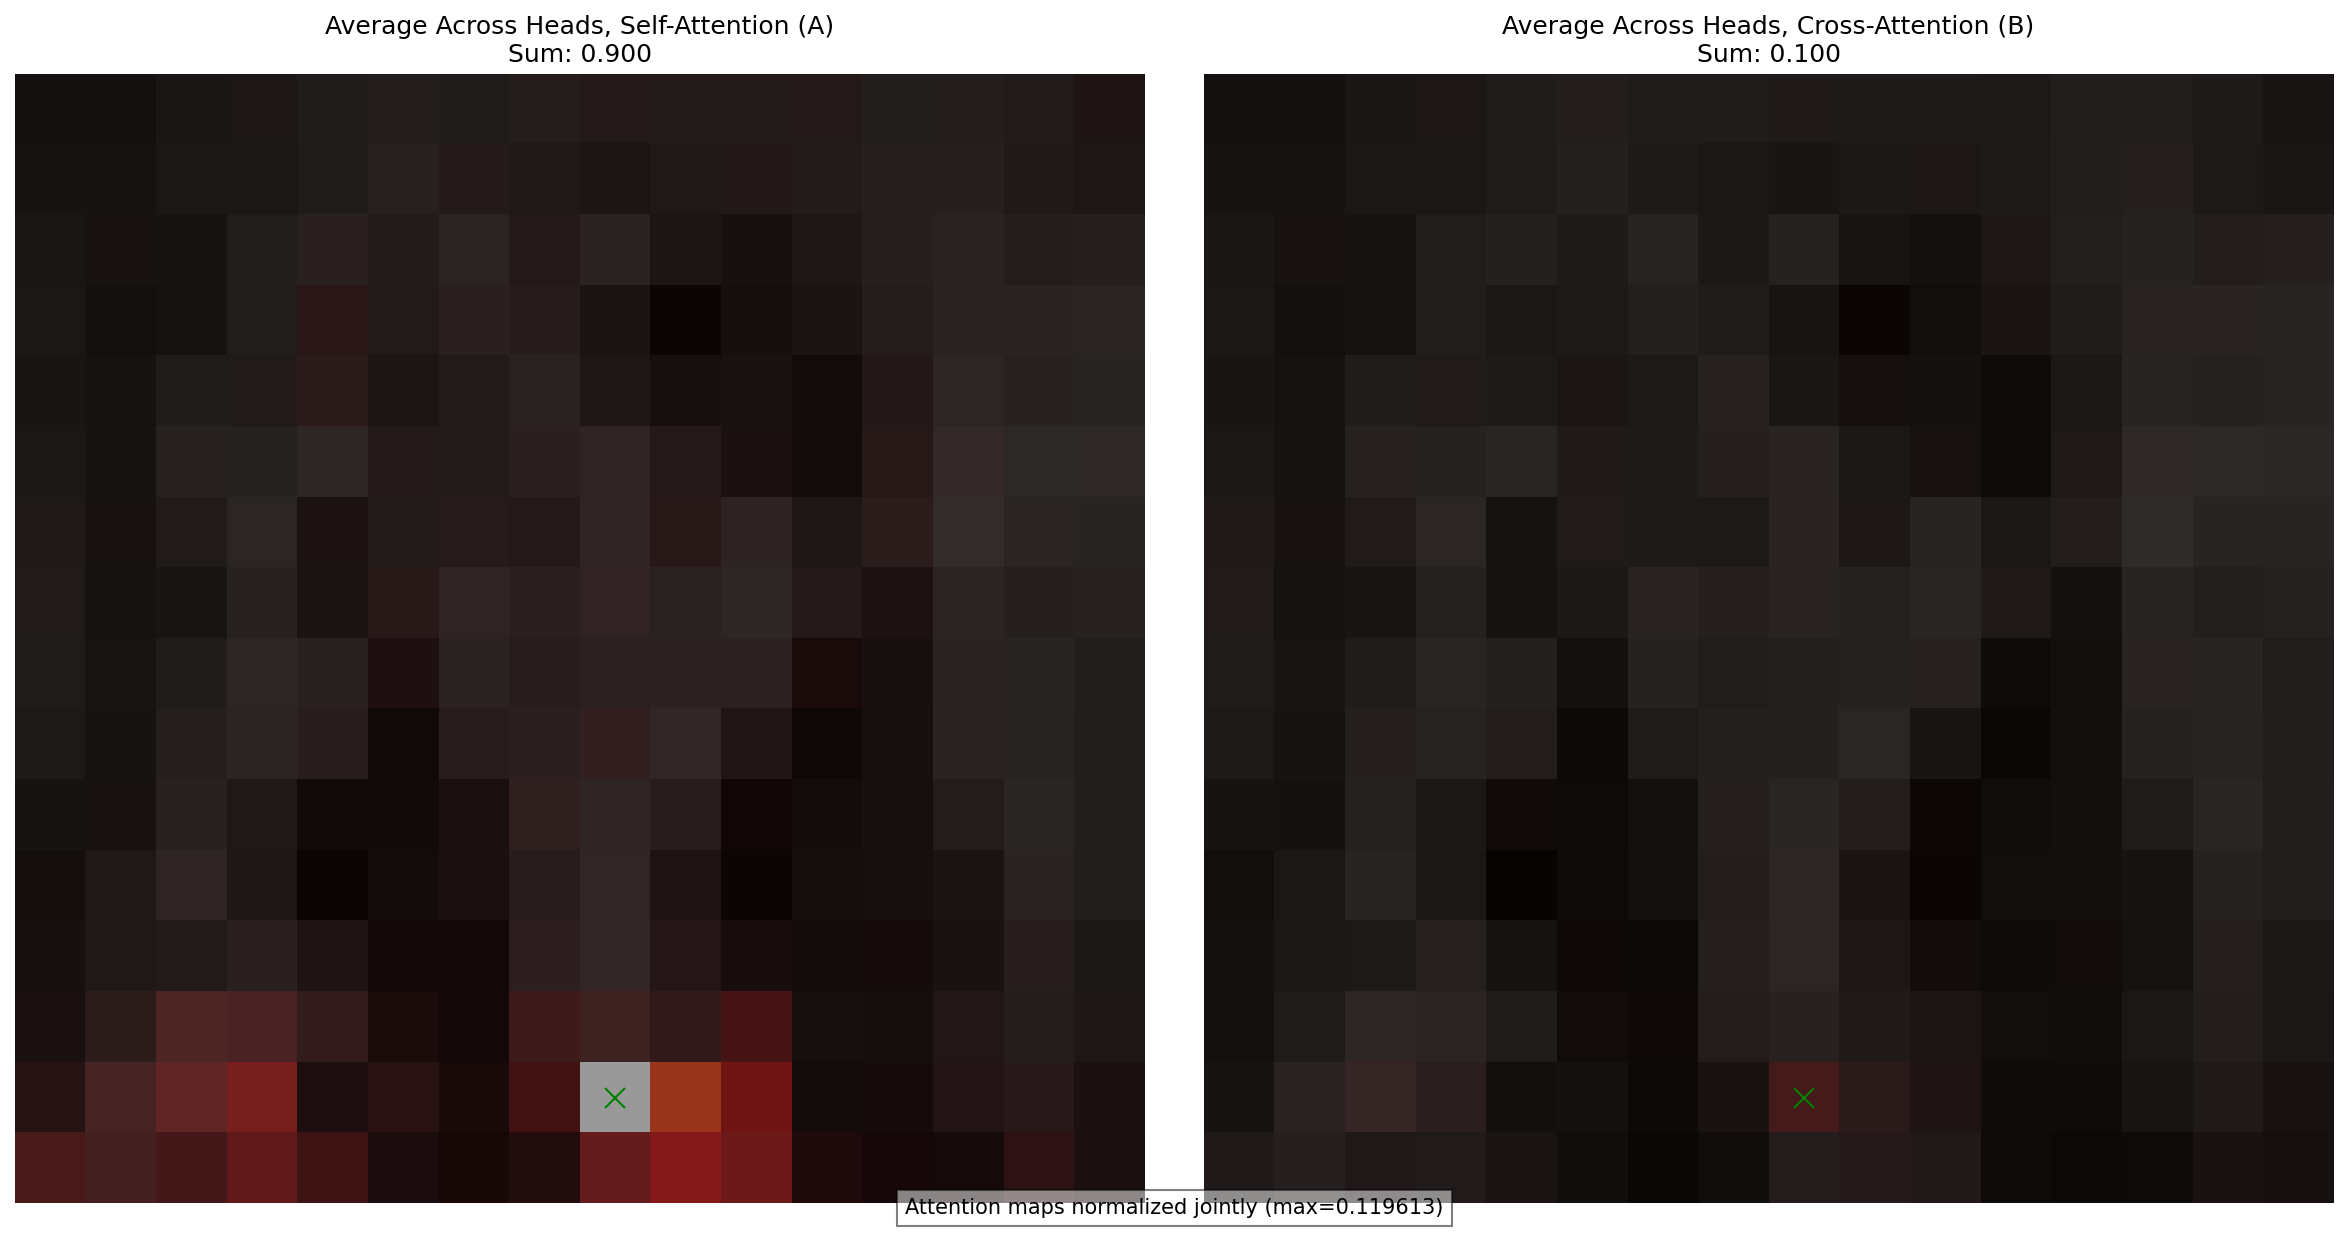 Average Across Heads, Self-Attention (A)
Sum: 0.900
Average Across Heads, Cross-Attention (B)
Sum: 0.100
Attention maps normalized jointly (max=0.119613)